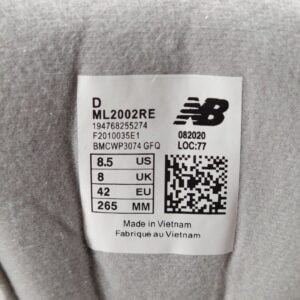 D
ML2002RE
194768255274
F2010035E1
BMCWP3074 GFQ
NB
082020
LOC:77
8.5 US
8 UK
42 EU
265 MM
Made in Vietnam
Fabriqué au Vietnam